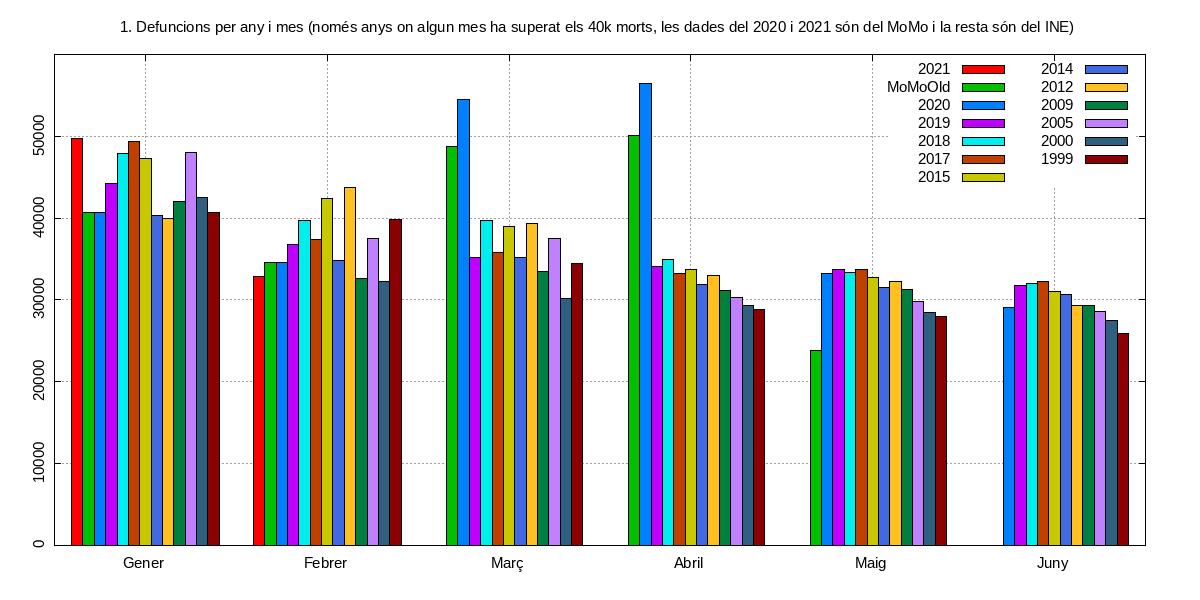 1. Defuncions per any i mes (només anys on algun mes ha superat els 40k morts, les dades del 2020 i 2021 són del MoMo i la resta són del INE)
2021
MoMoOld
2020
2019
2018
2017
2015
2014
2012
2009
2005
2000
1999
50000
40000
30000
20000
10000
0
Gener
Febrer
Març
Abril
Maig
Juny